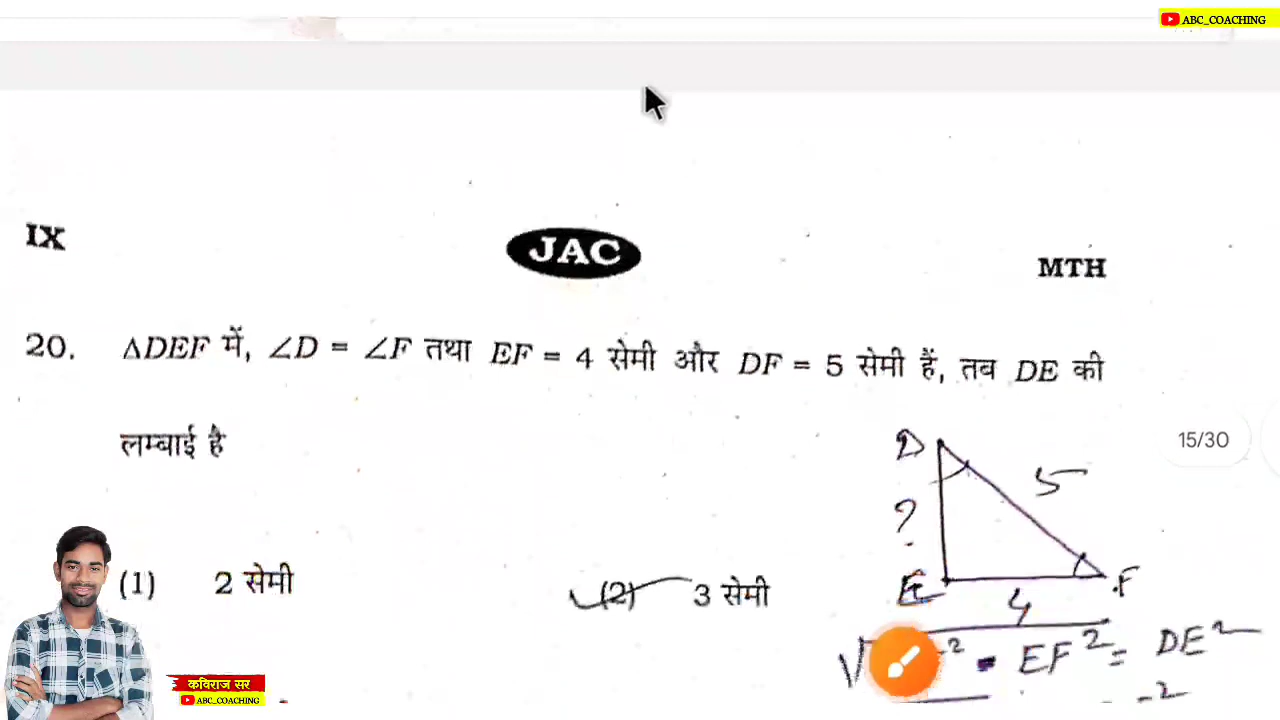 ABC_COACHING
IX
JAC
MTH
20. ΔDEF में, ∠D = ∠F तथा EF = 4 सेमी और DF = 5 सेमी हैं, तब DE की
लम्बाई है
D
5
?
E
4
F
(1) 2 सेमी
(2) 3 सेमी
15/30
EF² = DE²
कविराज सर
ABC_COACHING